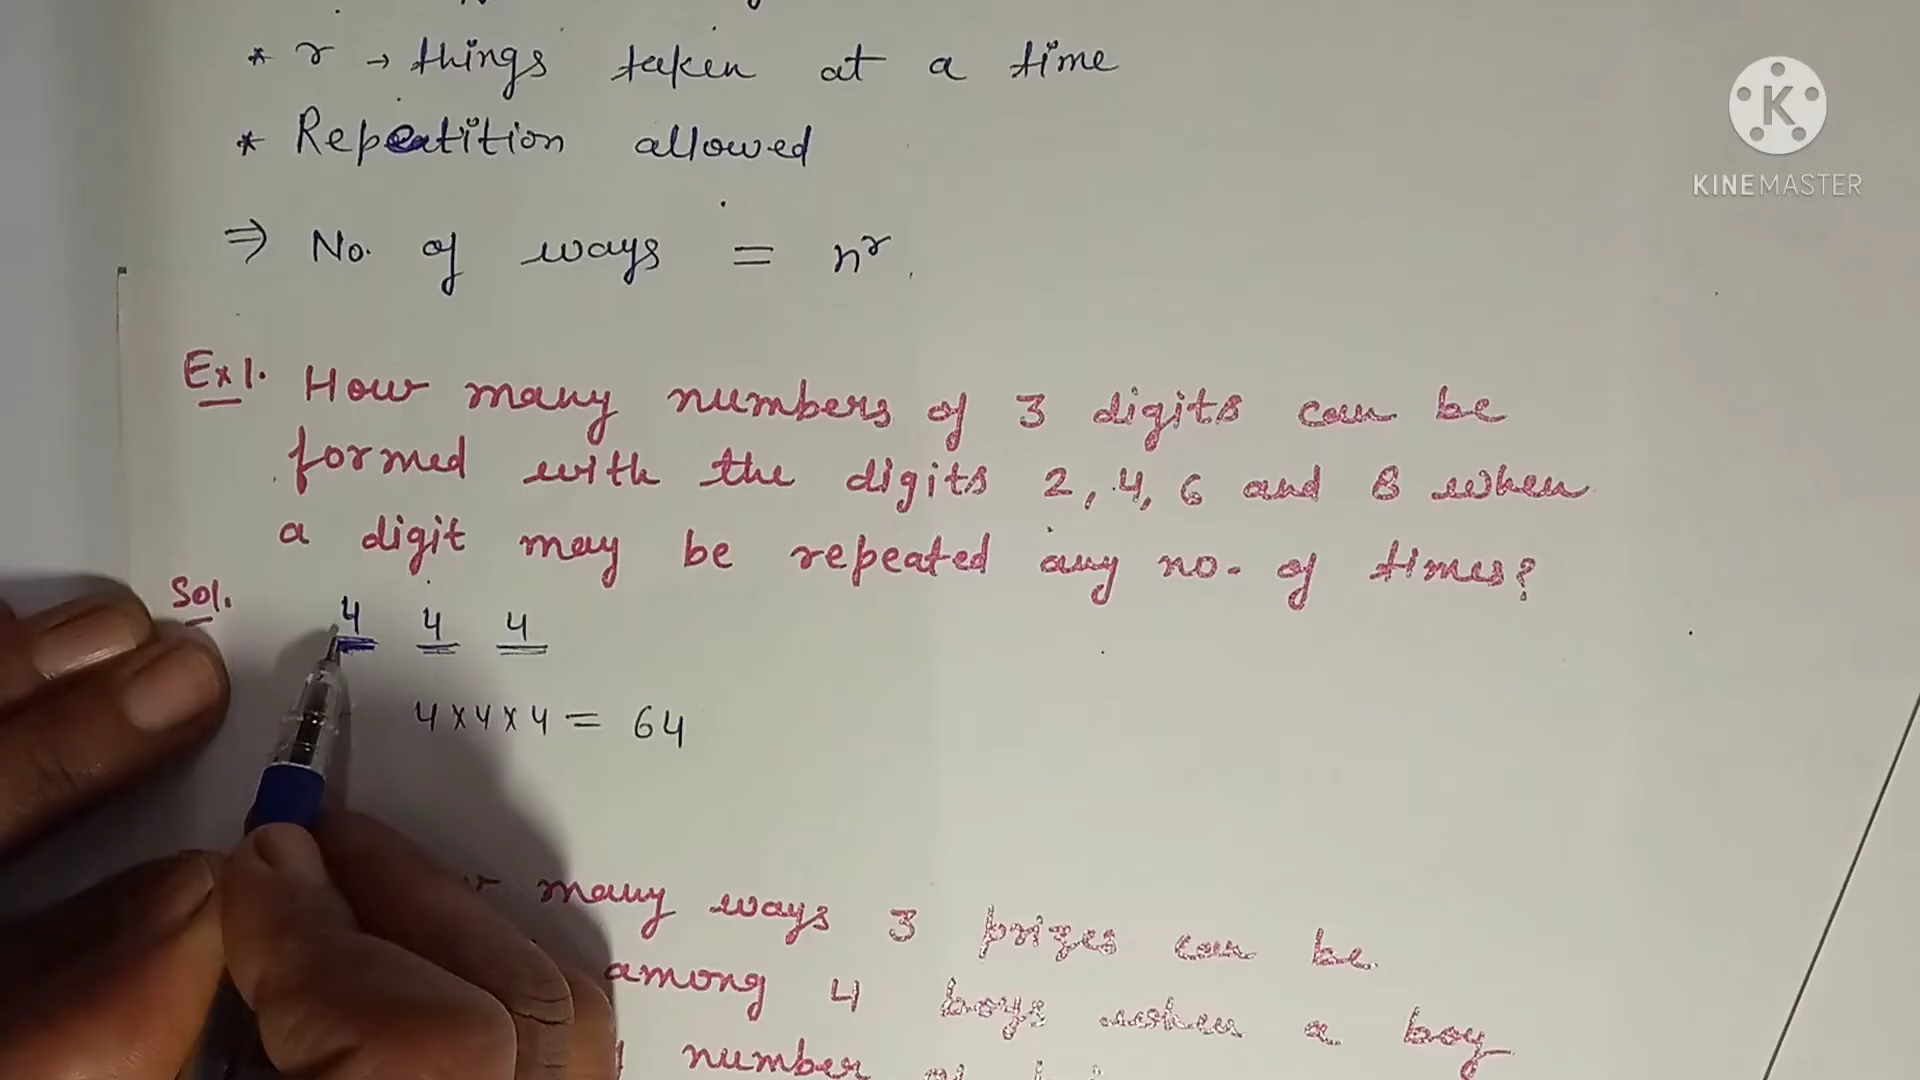 * r → things taken at a time
* Repeatition allowed
KINEMASTER
⇒ No. of ways = n^r
Ex1. How many numbers of 3 digits can be
formed with the digits 2, 4, 6 and 8 when
a digit may be repeated any no. of times?
Sol. 4 4 4
4 x 4 x 4 = 64
many ways 3 prizes can be
among 4 boys when a boy
number of